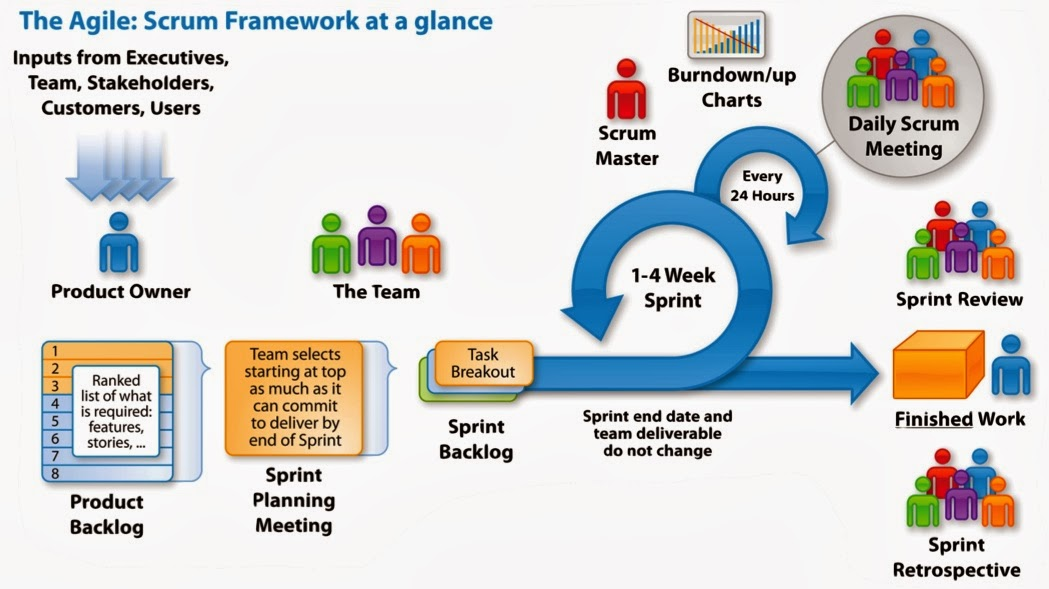 The Agile: Scrum Framework at a glance
Inputs from Executives,
Team, Stakeholders,
Customers, Users
Product Owner
The Team
Scrum
Master
Burndown/up
Charts
Daily Scrum
Meeting
Every
24 Hours
1-4 Week
Sprint
Sprint Review
1
2
3
4
5
6
7
8
Ranked
list of what
is required:
features,
stories, ...
Product
Backlog
Team selects
starting at top
as much as it
can commit
to deliver by
end of Sprint
Sprint
Planning
Meeting
Task
Breakout
Sprint
Backlog
Sprint end date and
team deliverable
do not change
Finished Work
Sprint
Retrospective